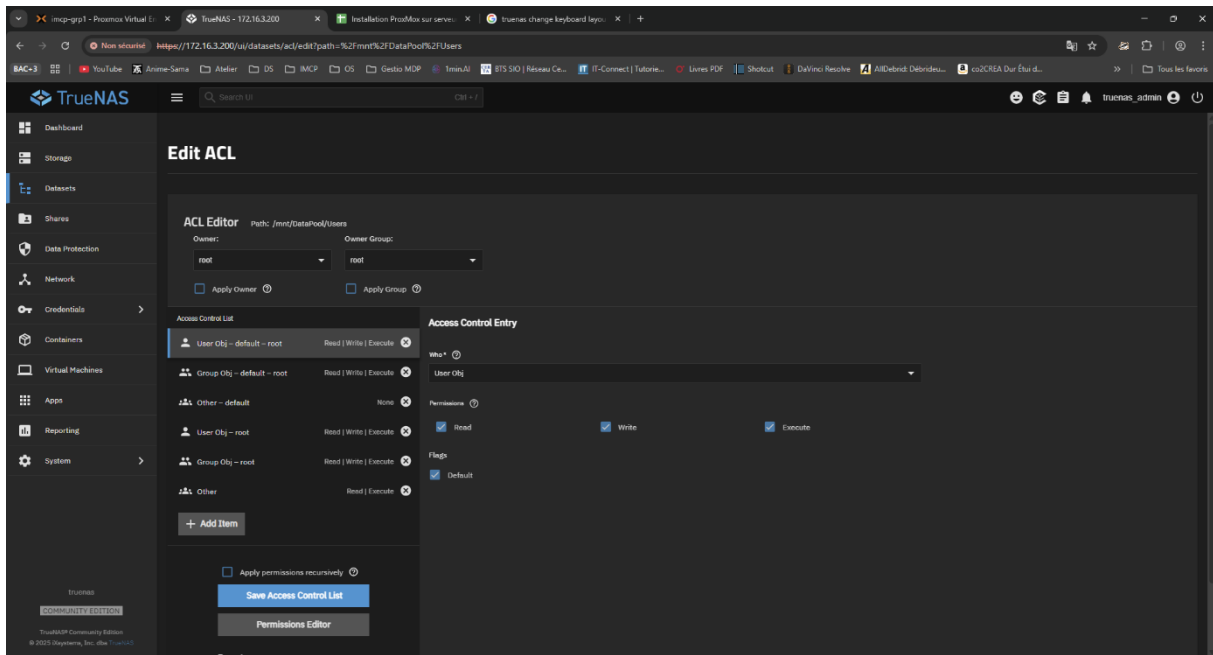 imcp-grp1 - Proxmox Virtual En
TrueNAS - 172.16.3.200
Installation ProxMox sur serveu
truenas change keyboard layou
Non sécurisé
https://172.16.3.200/ui/datasets/acl/edit?path=%2Fmnt%2FDataPool%2FUsers
BAC+3
YouTube
Anime-Sama
Atelier
DS
IMCP
OS
Gestio MDP
1min.AI
BTS SIO | Réseau Ce...
IT-Connect | Tutorie...
Livres PDF
Shotcut
DaVinci Resolve
AllDebrid: Débrideu...
co2CREA Dur Étui d...
Tous les favoris
TrueNAS
Search UI
Ctrl + /
truenas_admin
Dashboard
Storage
Datasets
Shares
Data Protection
Network
Credentials
Containers
Virtual Machines
Apps
Reporting
System
truenas
COMMUNITY EDITION
TrueNAS® Community Edition
© 2025 iXsystems, Inc. dba TrueNAS
Edit ACL
ACL Editor Path: /mnt/DataPool/Users
Owner: Owner Group:
root root
Apply Owner Apply Group
Access Control List
User Obj – default – root Read | Write | Execute
Group Obj – default – root Read | Write | Execute
Other – default None
User Obj – root Read | Write | Execute
Group Obj – root Read | Write | Execute
Other Read | Execute
+ Add Item
Apply permissions recursively
Save Access Control List
Permissions Editor
Access Control Entry
Who *
User Obj
Permissions
Read Write Execute
Flags
Default